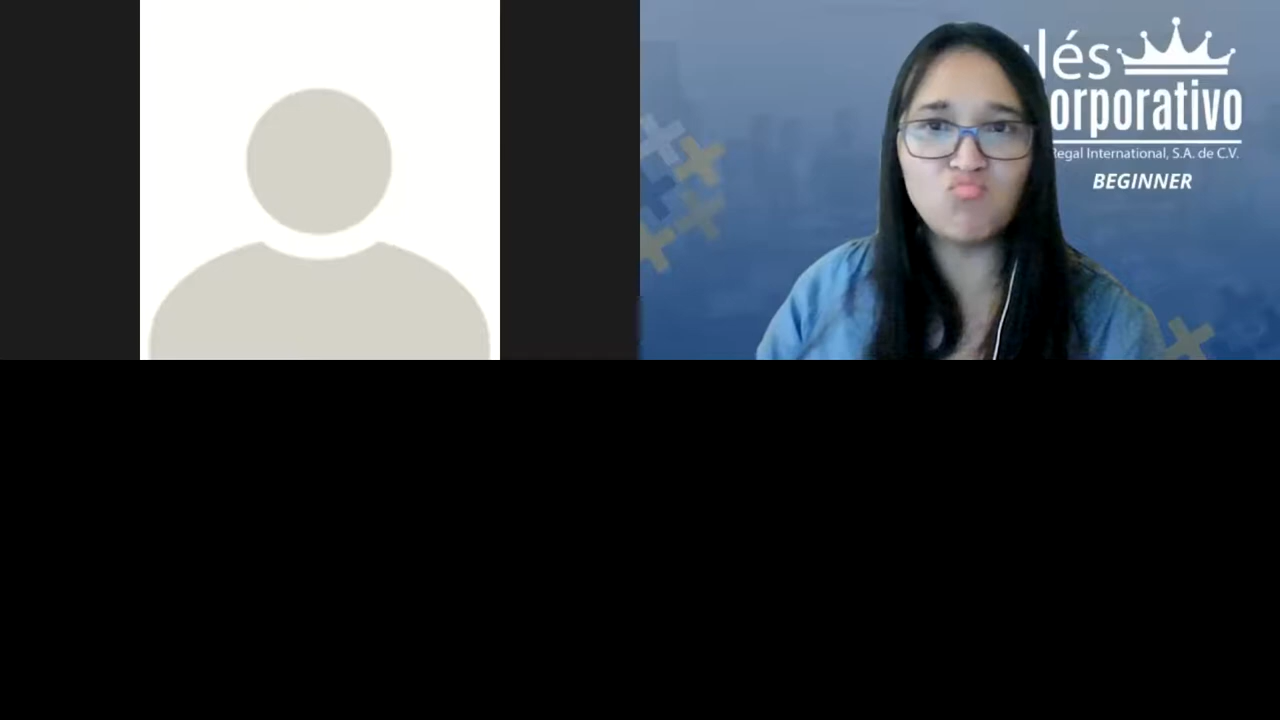 lés
orporativo
Regal International, S.A. de C.V.
BEGINNER